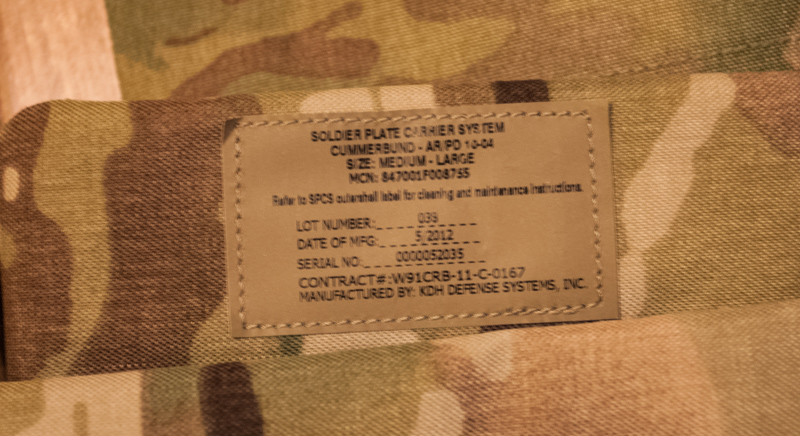 SOLDIER PLATE CARRIER SYSTEM
CUMMERBUND - AR/PD 10-04
SIZE: MEDIUM - LARGE
MCN: 847001F008755
Refer to SPCS outershell label for cleaning and maintenance instructions.
LOT NUMBER: 039
DATE OF MFG: 5/2012
SERIAL NO. 0000052035
CONTRACT#:W91CRB-11-C-0167
MANUFACTURED BY: KDH DEFENSE SYSTEMS, INC.